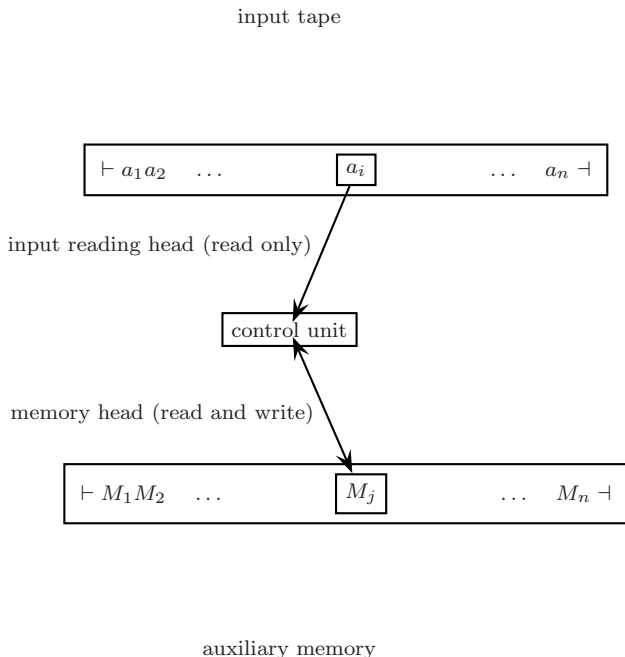 input tape
⊢ a₁a₂ … aᵢ … aₙ ⊣
input reading head (read only)
control unit
memory head (read and write)
⊢ M₁M₂ … Mⱼ … Mₙ ⊣
auxiliary memory